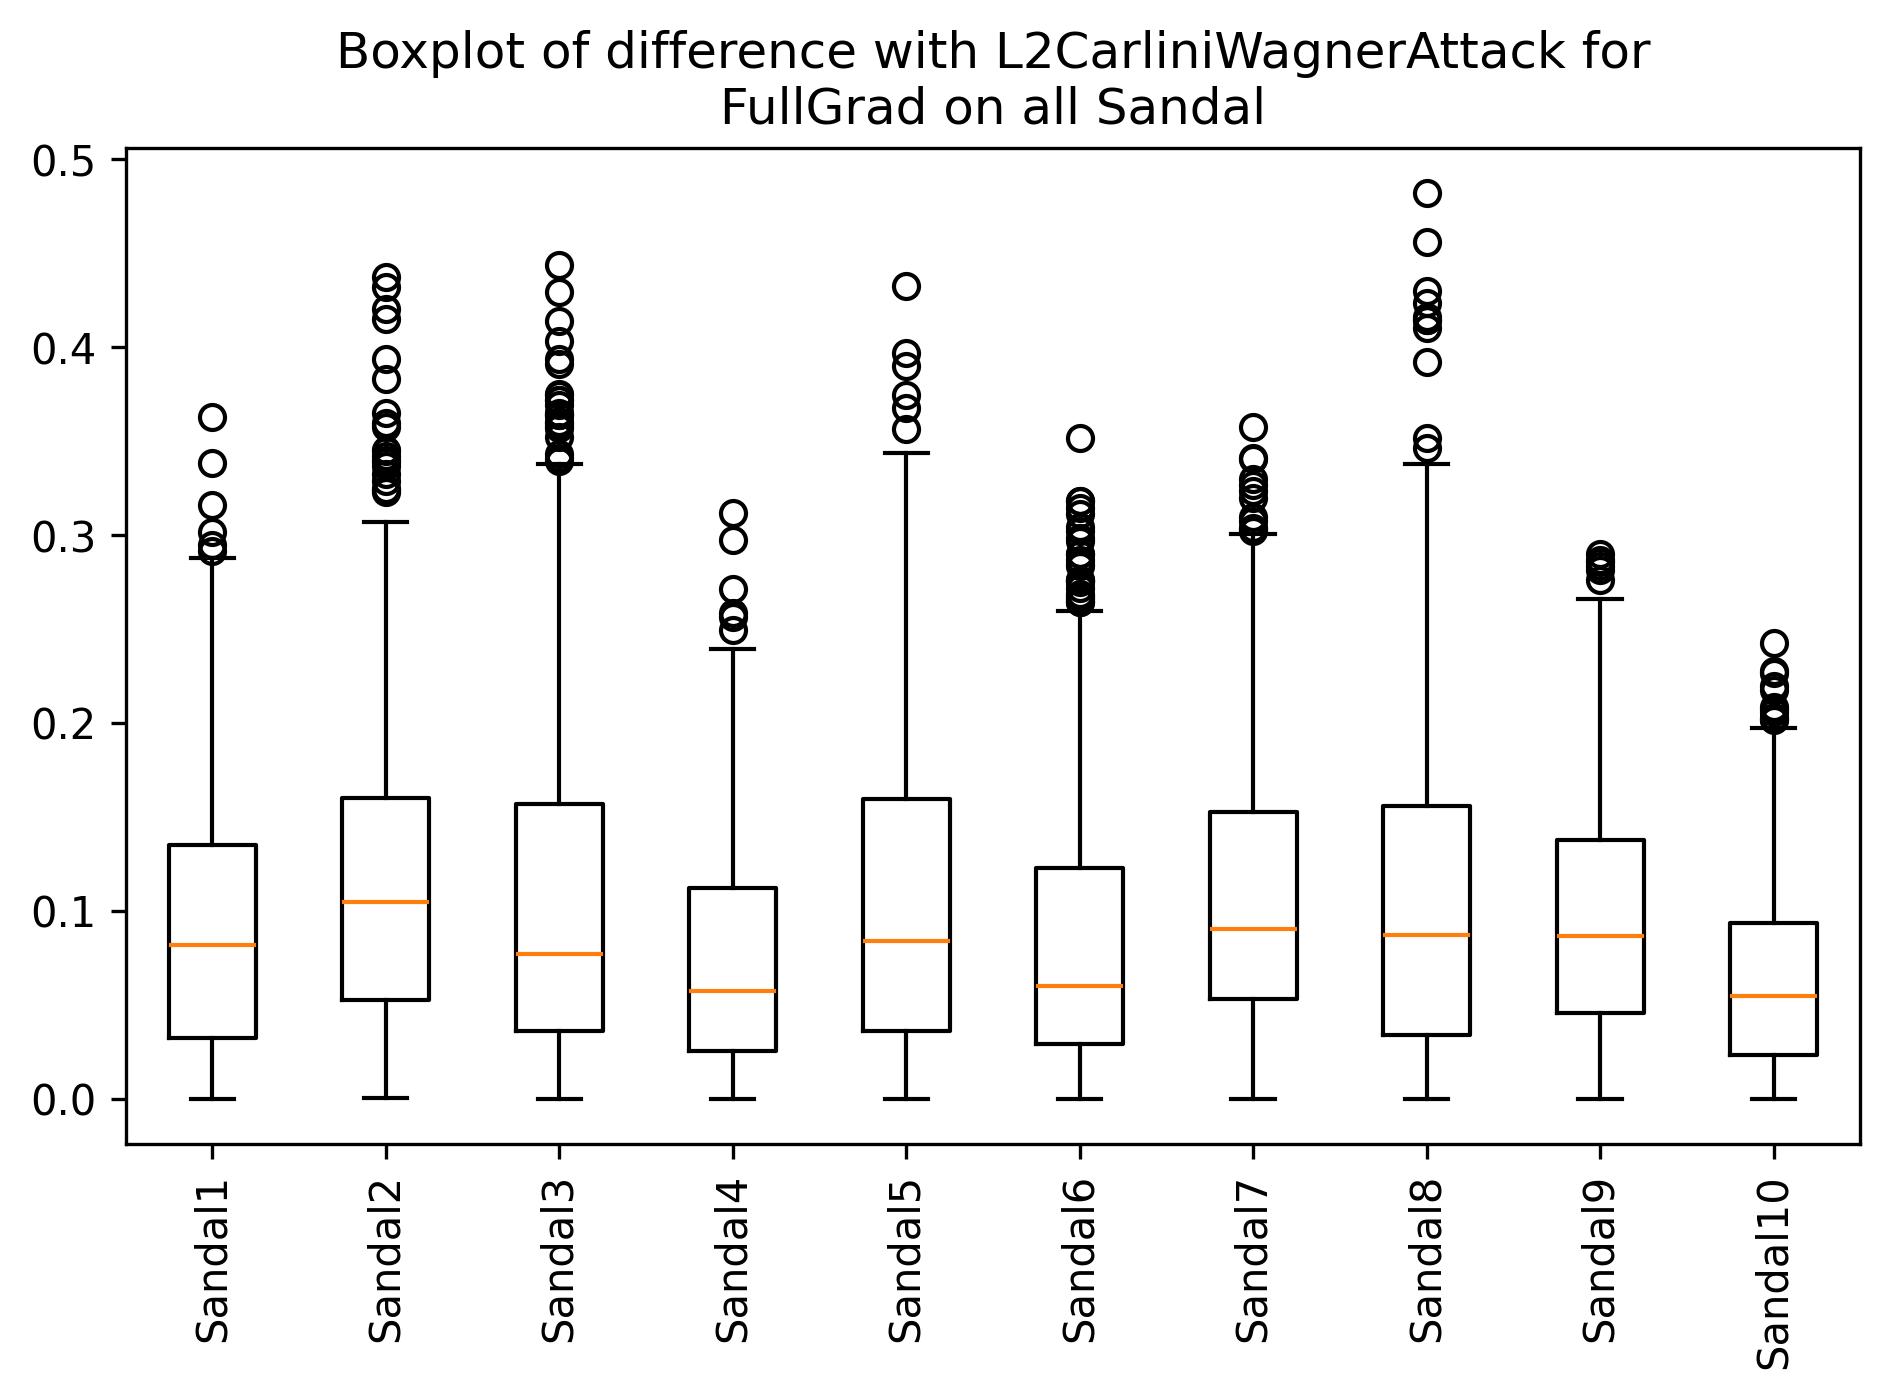 Boxplot of difference with L2CarliniWagnerAttack for
FullGrad on all Sandal
0.5
0.4
0.3
0.2
0.1
0.0
Sandal1
Sandal2
Sandal3
Sandal4
Sandal5
Sandal6
Sandal7
Sandal8
Sandal9
Sandal10